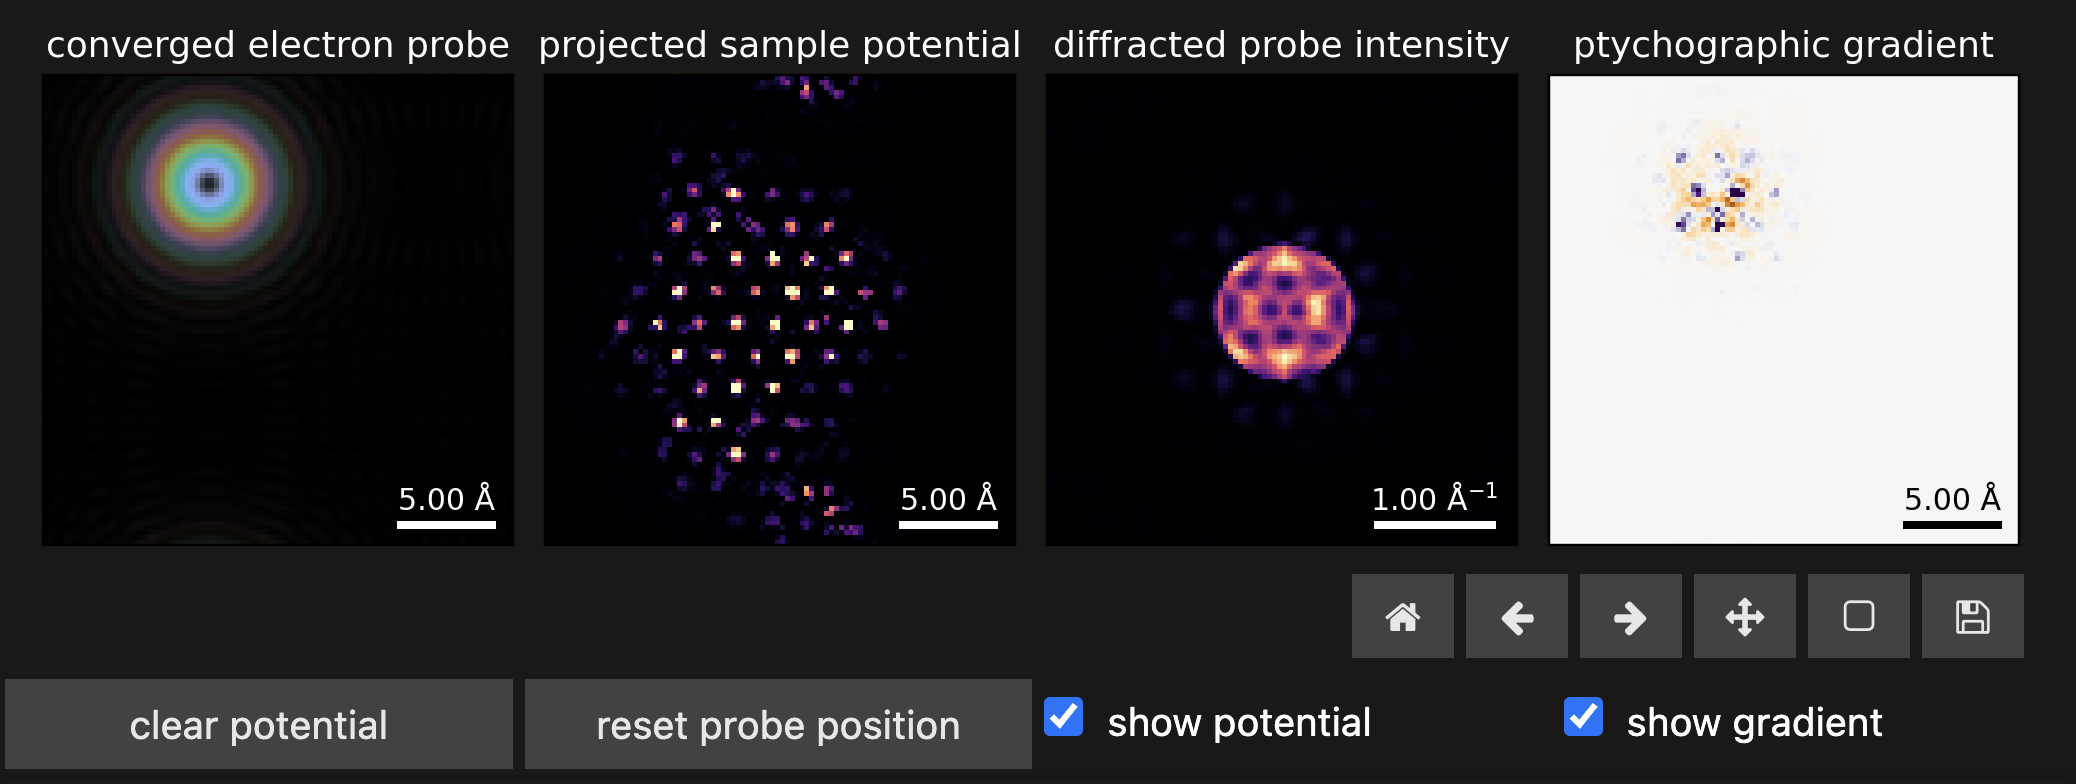 converged electron probe
projected sample potential
diffracted probe intensity
ptychographic gradient
5.00 Å
5.00 Å
1.00 Å⁻¹
5.00 Å
clear potential
reset probe position
show potential
show gradient